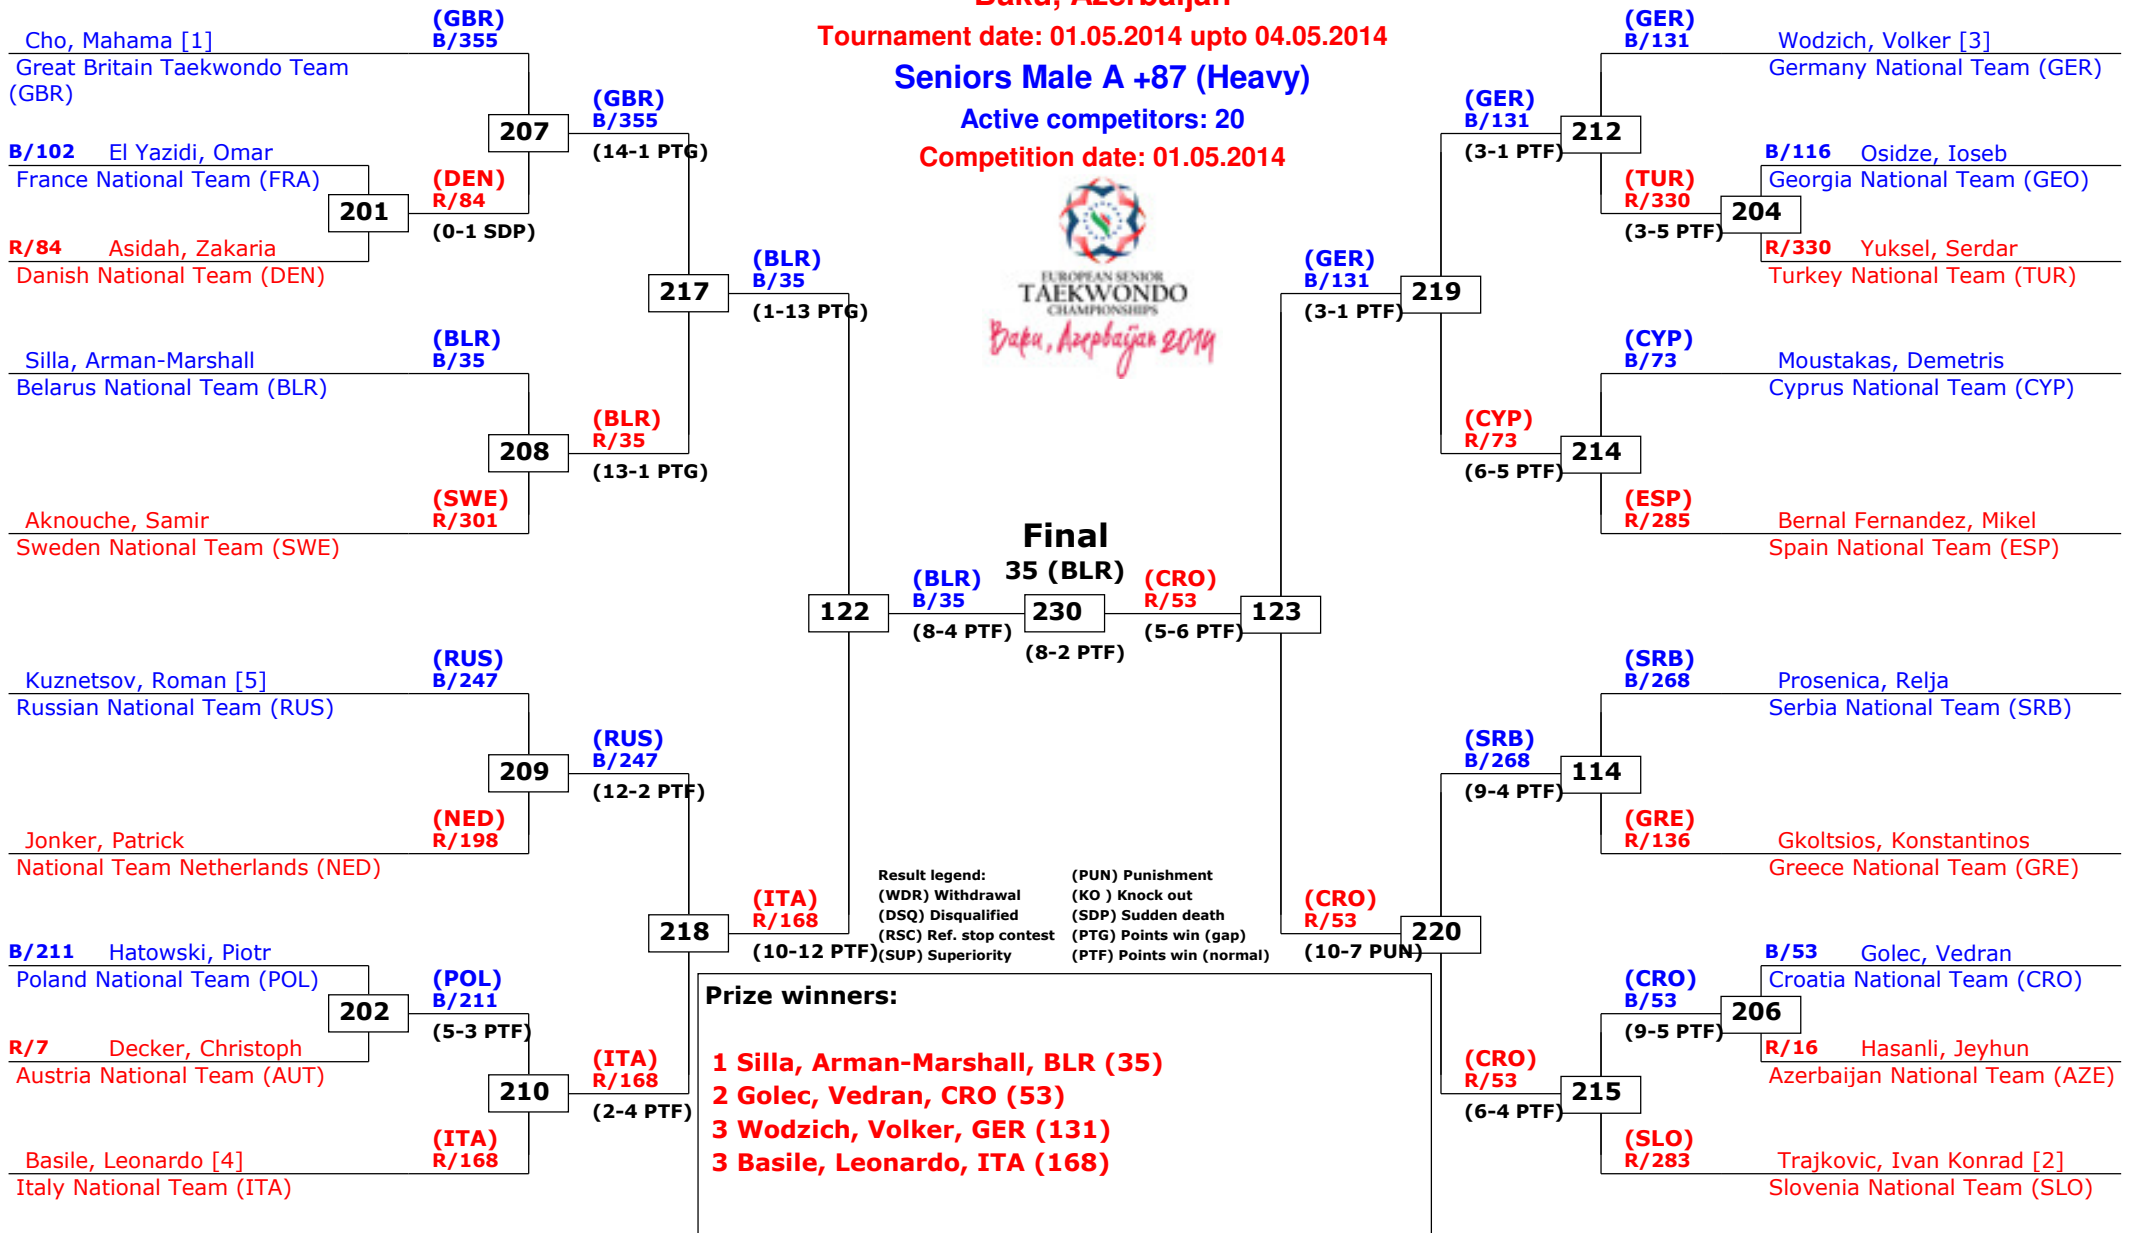 Baku, Azerbaijan
Tournament date: 01.05.2014 upto 04.05.2014
Seniors Male A +87 (Heavy)
Active competitors: 20
Competition date: 01.05.2014
EUROPEAN SENIOR
TAEKWONDO
CHAMPIONSHIPS
Baku, Azerbaijan 2014
Cho, Mahama [1]
Great Britain Taekwondo Team
(GBR)
(GBR)
B/355
B/102 El Yazidi, Omar
France National Team (FRA)
201
R/84 Asidah, Zakaria
Danish National Team (DEN)
(DEN)
R/84
(0-1 SDP)
207
(GBR)
B/355
(14-1 PTG)
Silla, Arman-Marshall
Belarus National Team (BLR)
(BLR)
B/35
208
Aknouche, Samir
Sweden National Team (SWE)
(SWE)
R/301
(BLR)
R/35
(13-1 PTG)
217
(BLR)
B/35
(1-13 PTG)
Kuznetsov, Roman [5]
Russian National Team (RUS)
(RUS)
B/247
209
Jonker, Patrick
National Team Netherlands (NED)
(NED)
R/198
(RUS)
B/247
(12-2 PTF)
B/211 Hatowski, Piotr
Poland National Team (POL)
202
R/7 Decker, Christoph
Austria National Team (AUT)
(POL)
B/211
(5-3 PTF)
210
Basile, Leonardo [4]
Italy National Team (ITA)
(ITA)
R/168
(ITA)
R/168
(2-4 PTF)
218
(ITA)
R/168
(10-12 PTF)
122
(BLR)
B/35
(8-4 PTF)
Final
35 (BLR)
230
(8-2 PTF)
(CRO)
R/53
(5-6 PTF)
123
(GER)
B/131
(3-1 PTF)
219
(GER)
B/131
(3-1 PTF)
212
(GER)
B/131
Wodzich, Volker [3]
Germany National Team (GER)
(TUR)
R/330
(3-5 PTF)
204
B/116 Osidze, Ioseb
Georgia National Team (GEO)
R/330 Yuksel, Serdar
Turkey National Team (TUR)
(CYP)
R/73
(6-5 PTF)
214
(CYP)
B/73
Moustakas, Demetris
Cyprus National Team (CYP)
(ESP)
R/285
Bernal Fernandez, Mikel
Spain National Team (ESP)
(CRO)
R/53
(10-7 PUN)
220
(SRB)
B/268
(9-4 PTF)
114
(SRB)
B/268
Prosenica, Relja
Serbia National Team (SRB)
(GRE)
R/136
Gkoltsios, Konstantinos
Greece National Team (GRE)
(CRO)
R/53
(6-4 PTF)
215
(CRO)
B/53
(9-5 PTF)
206
B/53 Golec, Vedran
Croatia National Team (CRO)
R/16 Hasanli, Jeyhun
Azerbaijan National Team (AZE)
(SLO)
R/283
Trajkovic, Ivan Konrad [2]
Slovenia National Team (SLO)
Result legend: (PUN) Punishment
(WDR) Withdrawal (KO ) Knock out
(DSQ) Disqualified (SDP) Sudden death
(RSC) Ref. stop contest (PTG) Points win (gap)
(SUP) Superiority (PTF) Points win (normal)
Prize winners:
1 Silla, Arman-Marshall, BLR (35)
2 Golec, Vedran, CRO (53)
3 Wodzich, Volker, GER (131)
3 Basile, Leonardo, ITA (168)